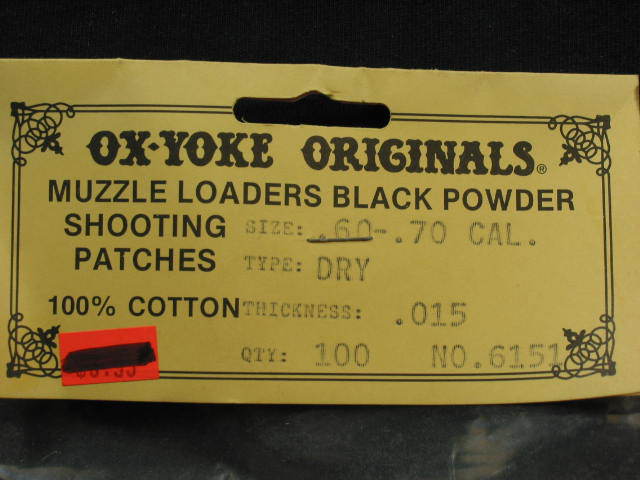 OX-YOKE ORIGINALS®
MUZZLE LOADERS BLACK POWDER
SHOOTING SIZE: .60-.70 CAL.
PATCHES TYPE: DRY
100% COTTON THICKNESS: .015
QTY: 100 NO.6151